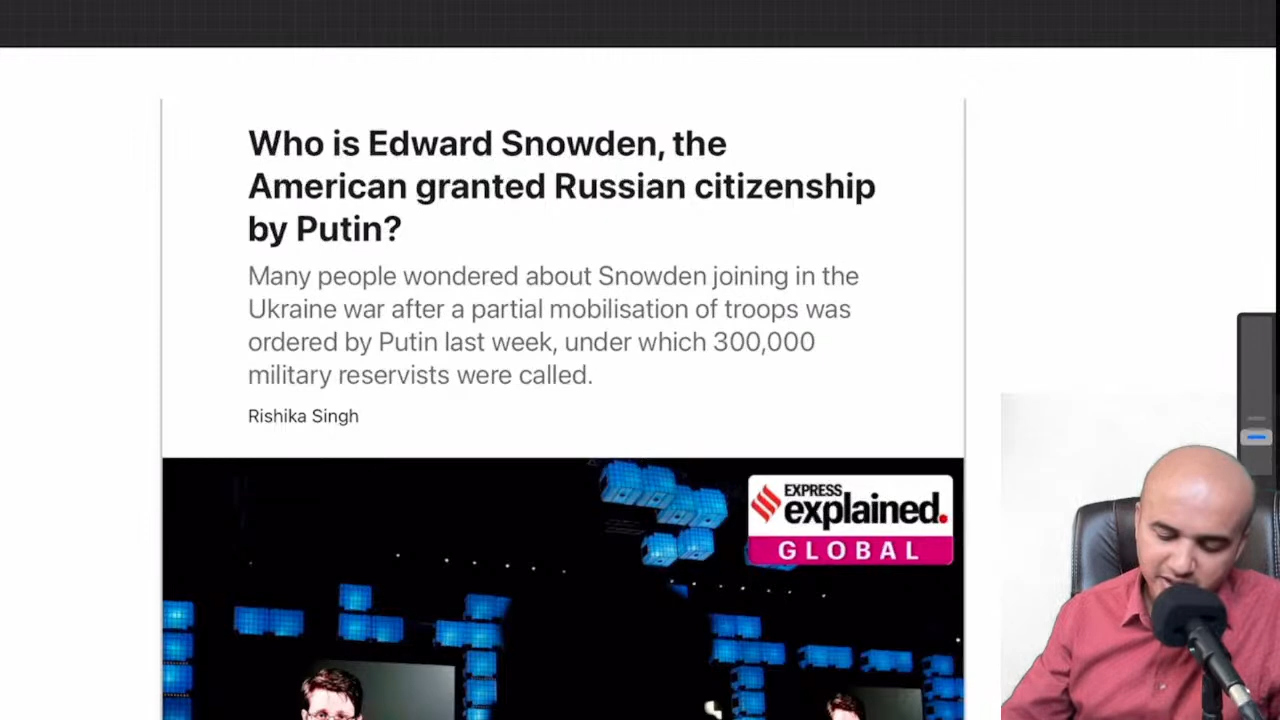 Who is Edward Snowden, the
American granted Russian citizenship
by Putin?
Many people wondered about Snowden joining in the
Ukraine war after a partial mobilisation of troops was
ordered by Putin last week, under which 300,000
military reservists were called.
Rishika Singh
EXPRESS
explained.
GLOBAL